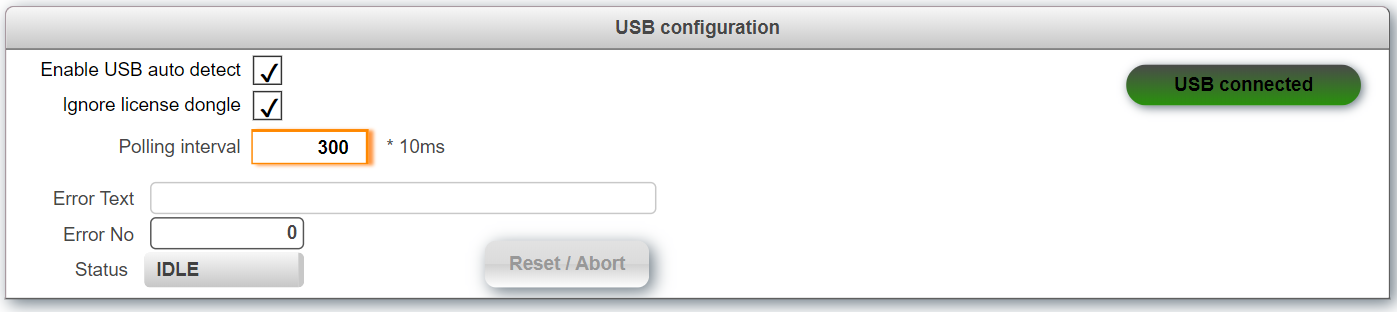 USB configuration
Enable USB auto detect
USB connected
Ignore license dongle
Polling interval 300 * 10ms
Error Text
Error No 0
Status IDLE
Reset / Abort